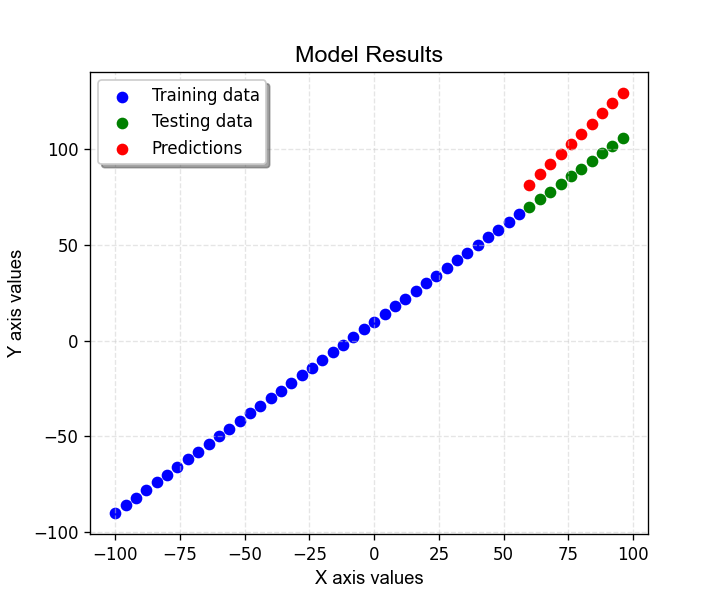 Model Results
Training data
Testing data
Predictions
100
50
0
−50
−100
Y axis values
−100 −75 −50 −25 0 25 50 75 100
X axis values